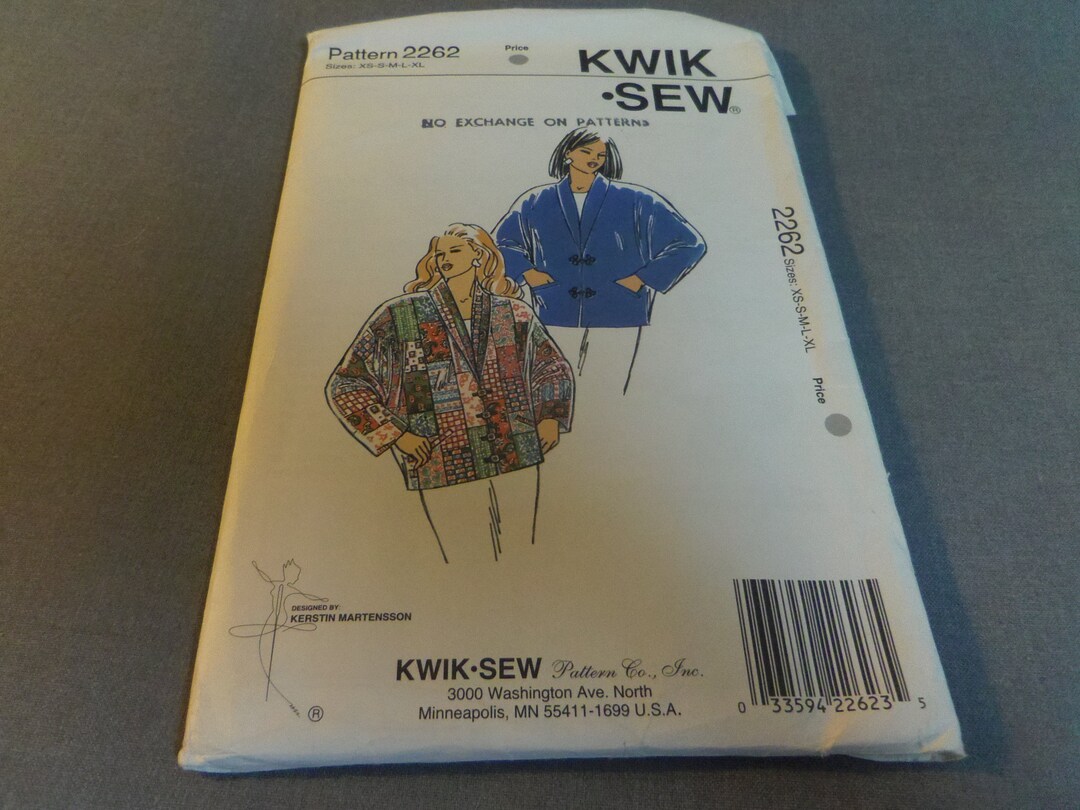 Pattern 2262
Sizes: XS-S-M-L-XL
Price
KWIK
•SEW®
NO EXCHANGE ON PATTERNS
2262 Sizes: XS-S-M-L-XL Price
DESIGNED BY:
KERSTIN MARTENSSON
®
KWIK•SEW Pattern Co., Inc.
3000 Washington Ave. North
Minneapolis, MN 55411-1699 U.S.A.
0 33594 22623 5